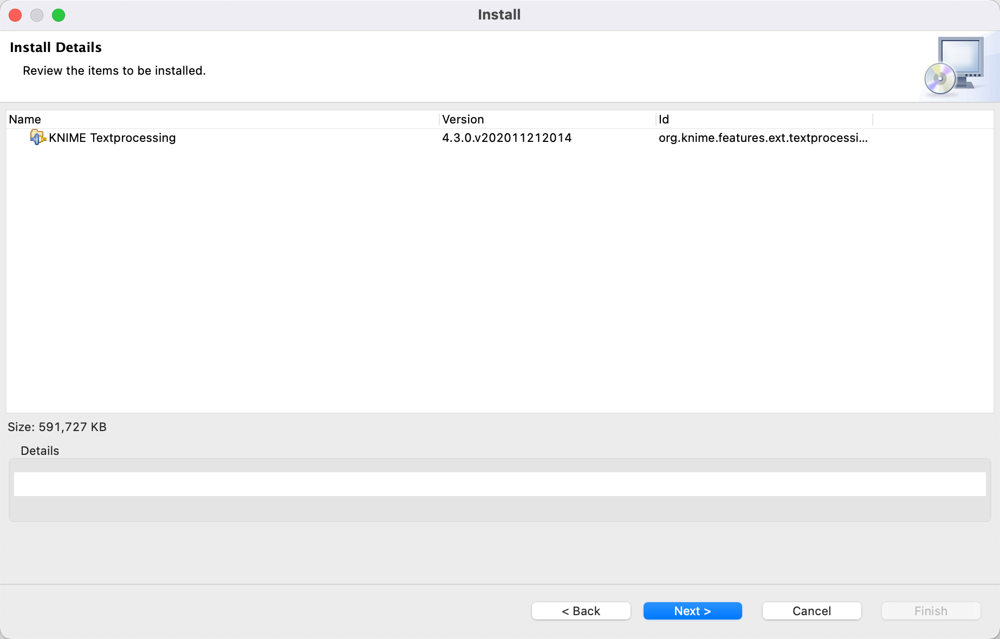 Install
Install Details
Review the items to be installed.
Name Version Id
KNIME Textprocessing 4.3.0.v202011212014 org.knime.features.ext.textprocessi...
Size: 591,727 KB
Details
< Back Next > Cancel Finish